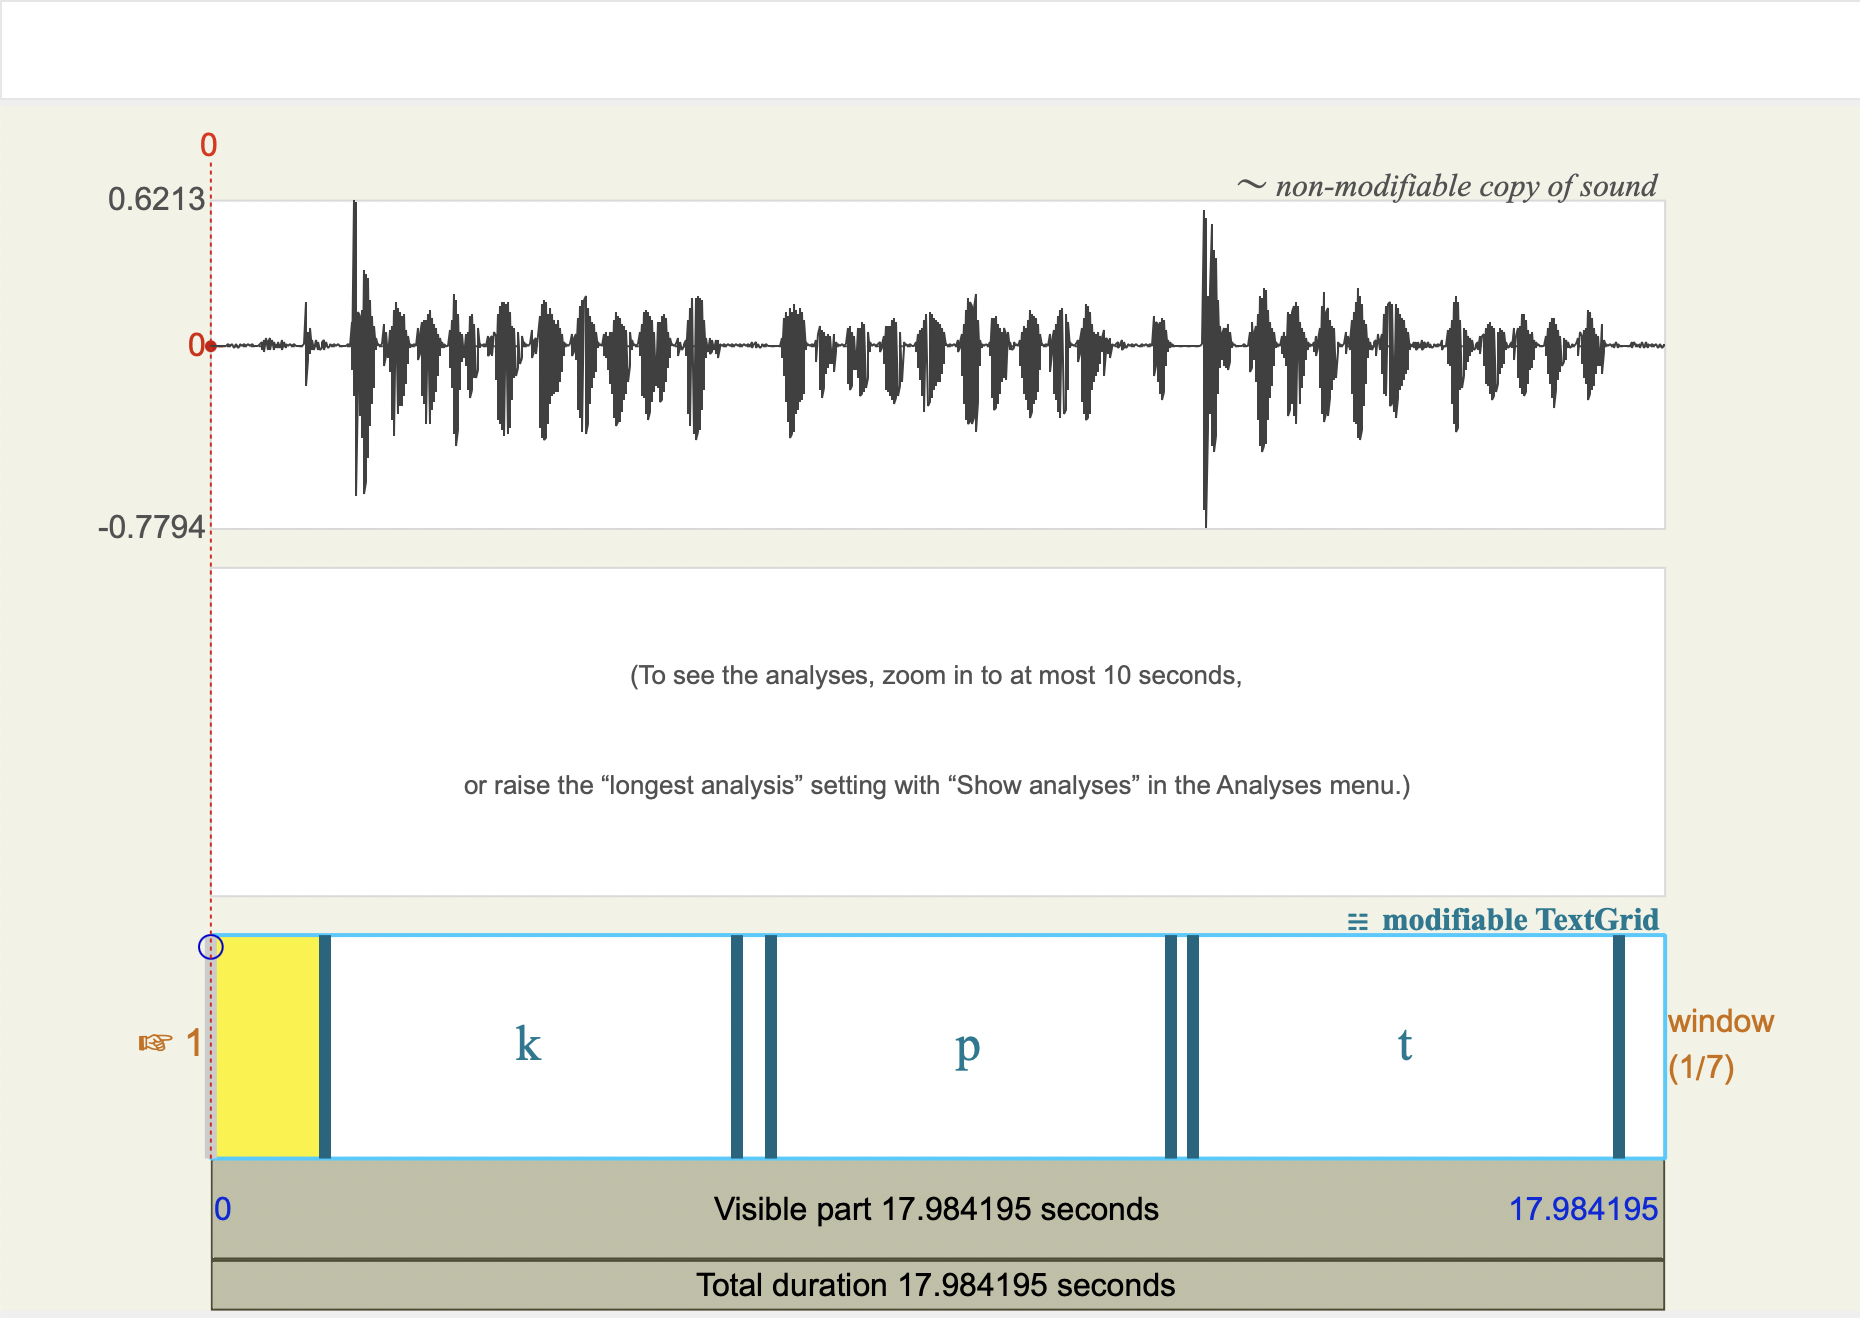 0
0.6213
〜 non-modifiable copy of sound
0
-0.7794
(To see the analyses, zoom in to at most 10 seconds,
or raise the “longest analysis” setting with “Show analyses” in the Analyses menu.)
☵ modifiable TextGrid
☞ 1
k
p
t
window
(1/7)
0
Visible part 17.984195 seconds
17.984195
Total duration 17.984195 seconds